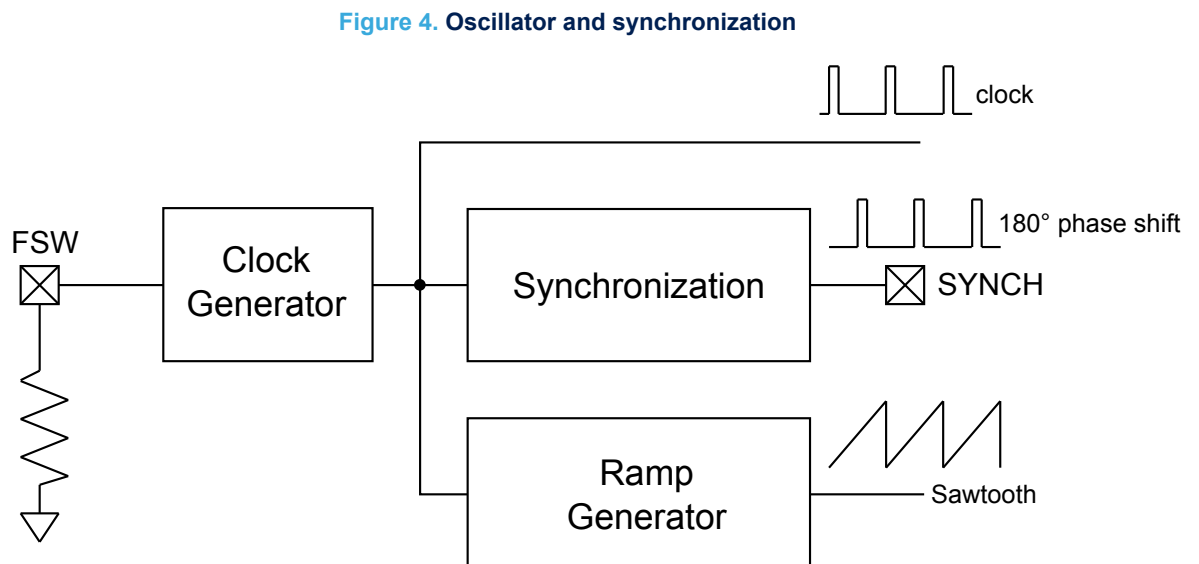 Figure 4. Oscillator and synchronization
clock
180° phase shift
FSW
Clock
Generator
Synchronization
SYNCH
Ramp
Generator
Sawtooth